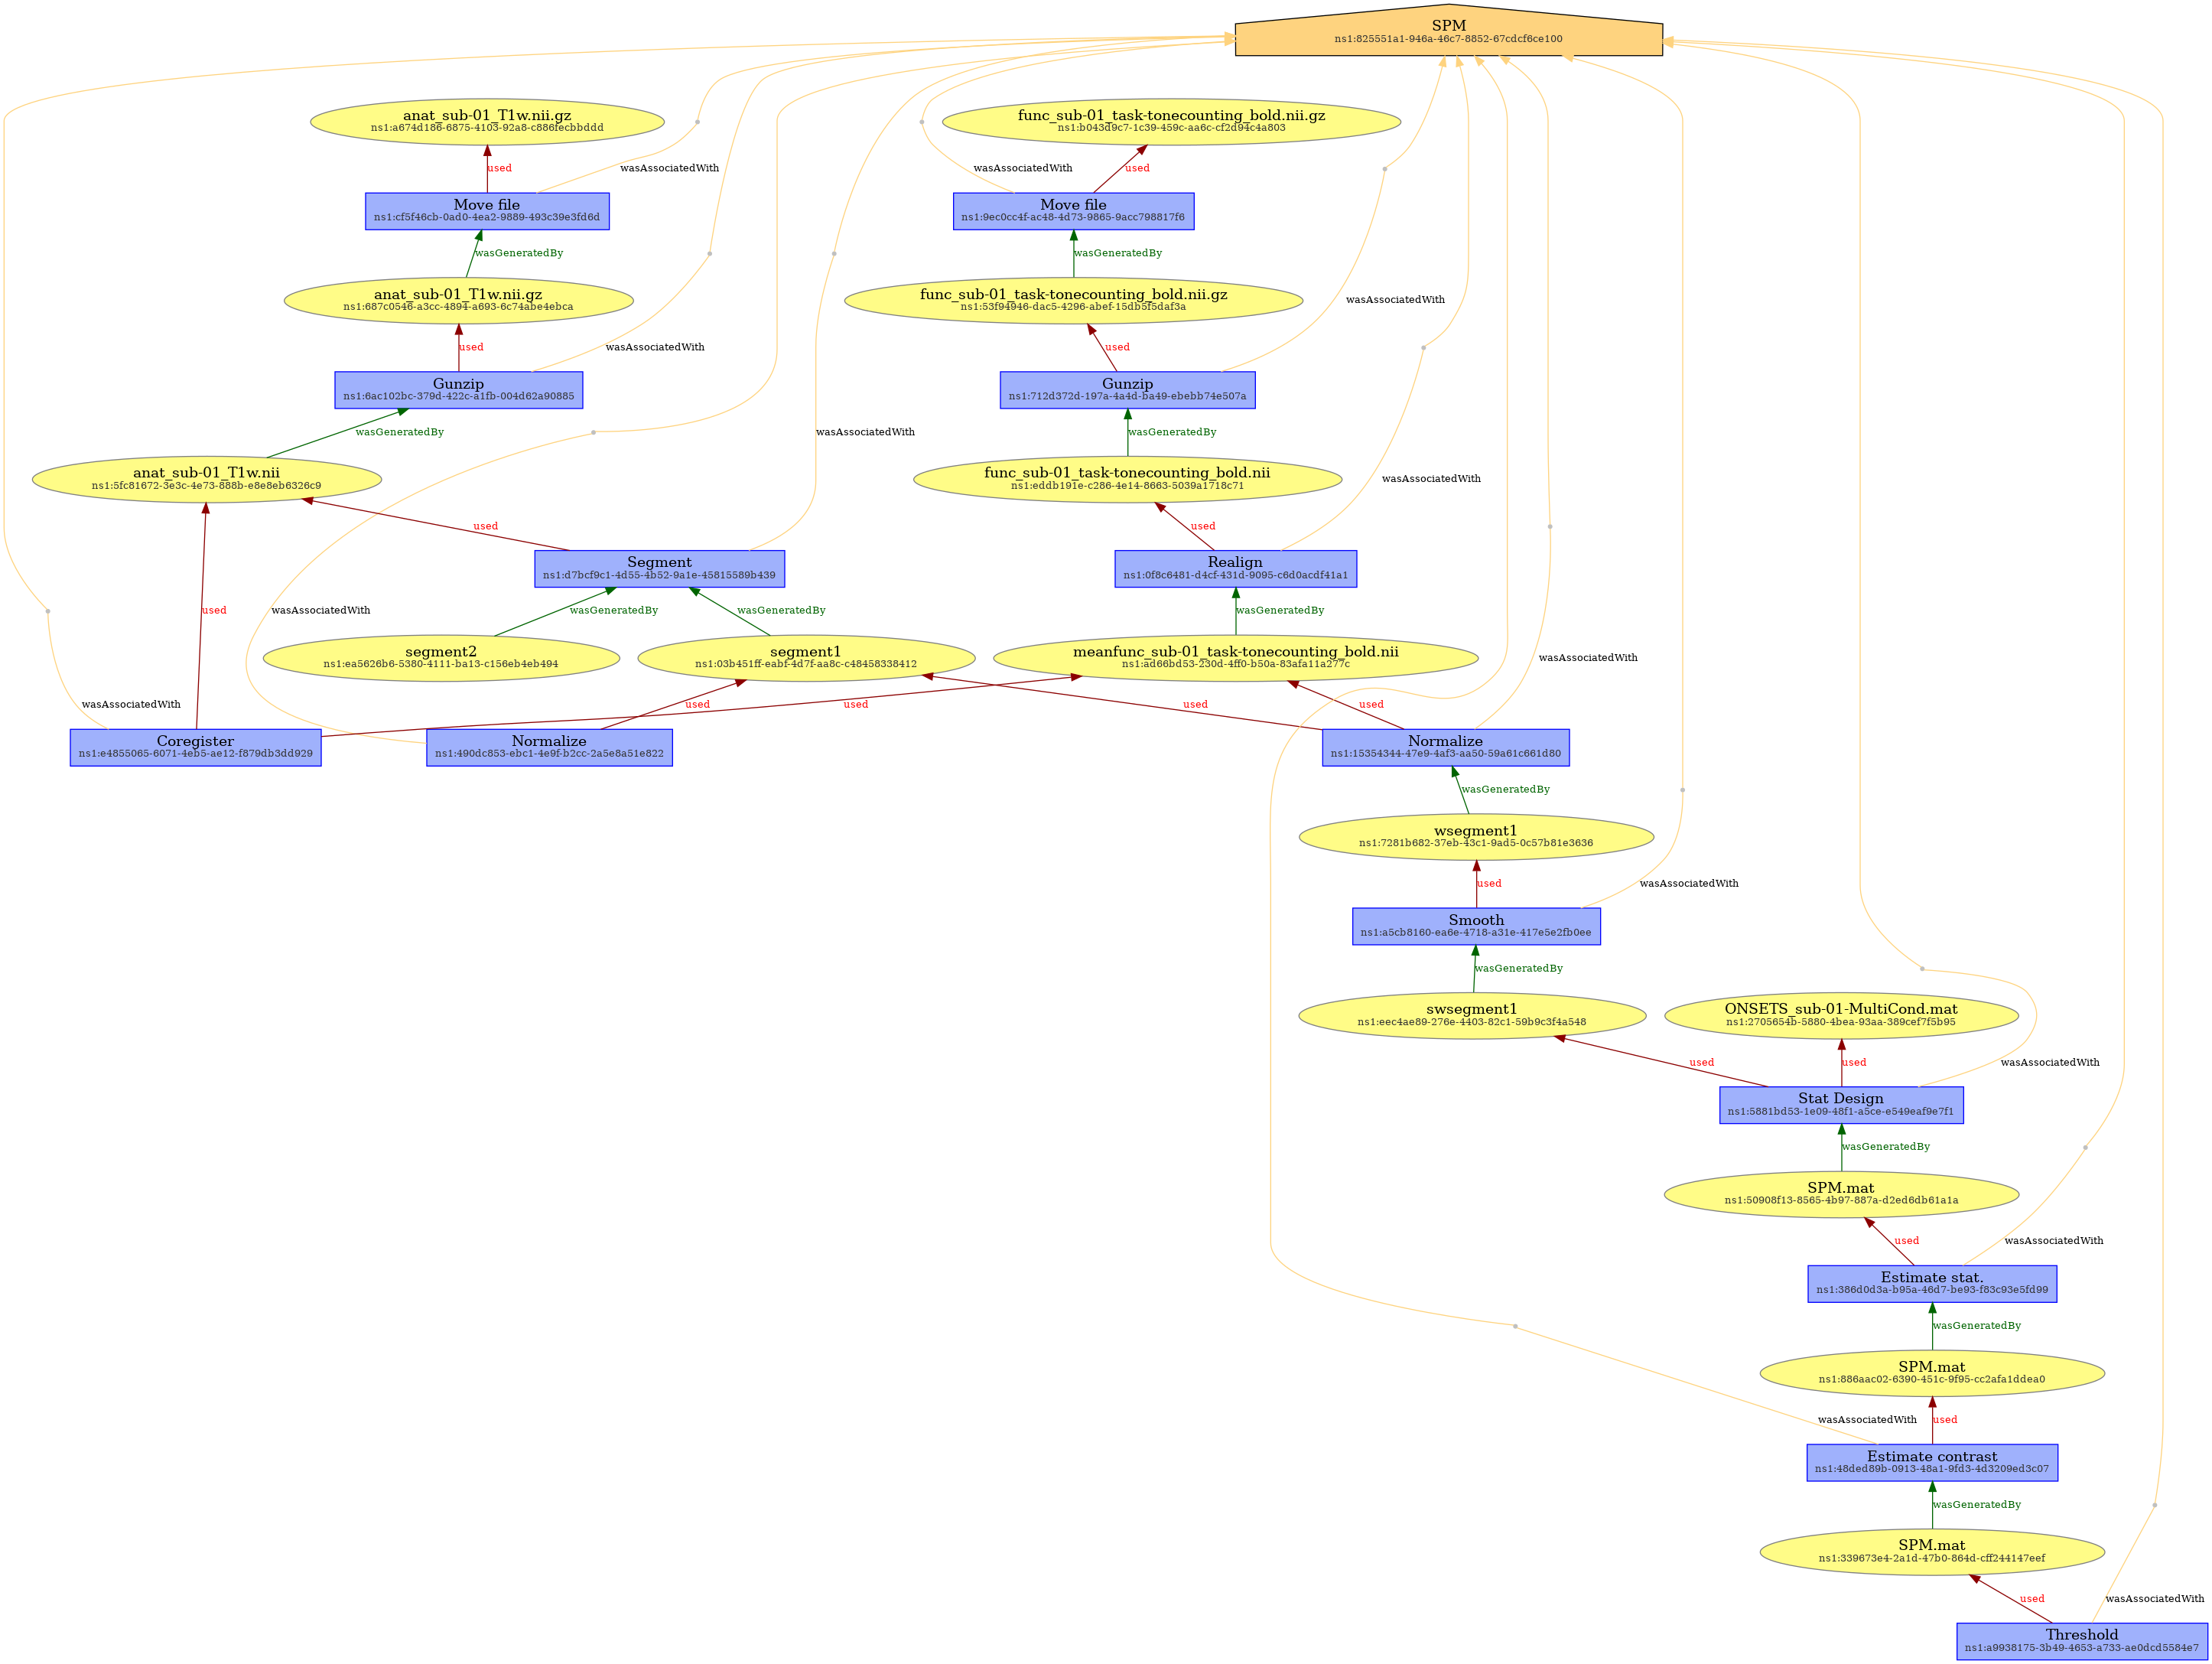 SPM
ns1:825551a1-946a-46c7-8852-67cdcf6ce100
anat_sub-01_T1w.nii.gz
ns1:a674d186-6875-4103-92a8-c886fecbbddd
func_sub-01_task-tonecounting_bold.nii.gz
ns1:b043d9c7-1c39-459c-aa6c-cf2d94c4a803
used
wasAssociatedWith
wasAssociatedWith
used
Move file
ns1:cf5f46cb-0ad0-4ea2-9889-493c39e3fd6d
Move file
ns1:9ec0cc4f-ac48-4d73-9865-9acc798817f6
wasGeneratedBy
wasGeneratedBy
anat_sub-01_T1w.nii.gz
ns1:687c0546-a3cc-4894-a693-6c74abe4ebca
func_sub-01_task-tonecounting_bold.nii.gz
ns1:53f94946-dac5-4296-abef-15db5f5daf3a
wasAssociatedWith
used
wasAssociatedWith
used
Gunzip
ns1:6ac102bc-379d-422c-a1fb-004d62a90885
Gunzip
ns1:712d372d-197a-4a4d-ba49-ebebb74e507a
wasGeneratedBy
wasAssociatedWith
wasGeneratedBy
anat_sub-01_T1w.nii
ns1:5fc81672-3e3c-4e73-888b-e8e8eb6326c9
func_sub-01_task-tonecounting_bold.nii
ns1:eddb191e-c286-4e14-8663-5039a1718c71
wasAssociatedWith
used
used
Segment
ns1:d7bcf9c1-4d55-4b52-9a1e-45815589b439
Realign
ns1:0f8c6481-d4cf-431d-9095-c6d0acdf41a1
used
wasAssociatedWith
wasGeneratedBy
wasGeneratedBy
wasGeneratedBy
segment2
ns1:ea5626b6-5380-4111-ba13-c156eb4eb494
segment1
ns1:03b451ff-eabf-4d7f-aa8c-c48458338412
meanfunc_sub-01_task-tonecounting_bold.nii
ns1:ad66bd53-230d-4ff0-b50a-83afa11a277c
wasAssociatedWith
wasAssociatedWith
used
used
used
used
Coregister
ns1:e4855065-6071-4eb5-ae12-f879db3dd929
Normalize
ns1:490dc853-ebc1-4e9f-b2cc-2a5e8a51e822
Normalize
ns1:15354344-47e9-4af3-aa50-59a61c661d80
wasGeneratedBy
wsegment1
ns1:7281b682-37eb-43c1-9ad5-0c57b81e3636
used
wasAssociatedWith
Smooth
ns1:a5cb8160-ea6e-4718-a31e-417e5e2fb0ee
wasGeneratedBy
swsegment1
ns1:eec4ae89-276e-4403-82c1-59b9c3f4a548
ONSETS_sub-01-MultiCond.mat
ns1:2705654b-5880-4bea-93aa-389cef7f5b95
used
used
wasAssociatedWith
Stat Design
ns1:5881bd53-1e09-48f1-a5ce-e549eaf9e7f1
wasGeneratedBy
SPM.mat
ns1:50908f13-8565-4b97-887a-d2ed6db61a1a
used
wasAssociatedWith
Estimate stat.
ns1:386d0d3a-b95a-46d7-be93-f83c93e5fd99
wasGeneratedBy
SPM.mat
ns1:886aac02-6390-451c-9f95-cc2afa1ddea0
wasAssociatedWith
used
Estimate contrast
ns1:48ded89b-0913-48a1-9fd3-4d3209ed3c07
wasGeneratedBy
SPM.mat
ns1:339673e4-2a1d-47b0-864d-cff244147eef
used
wasAssociatedWith
Threshold
ns1:a9938175-3b49-4653-a733-ae0dcd5584e7